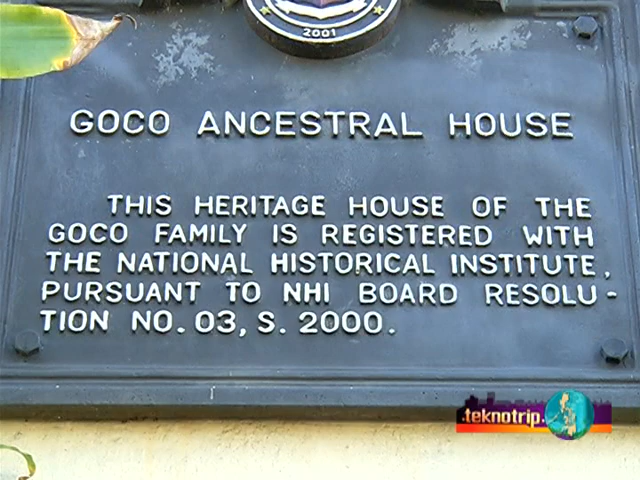 2001
GOCO ANCESTRAL HOUSE
THIS HERITAGE HOUSE OF THE
GOCO FAMILY IS REGISTERED WITH
THE NATIONAL HISTORICAL INSTITUTE,
PURSUANT TO NHI BOARD RESOLU-
TION NO. 03, S. 2000.
.teknotrip.